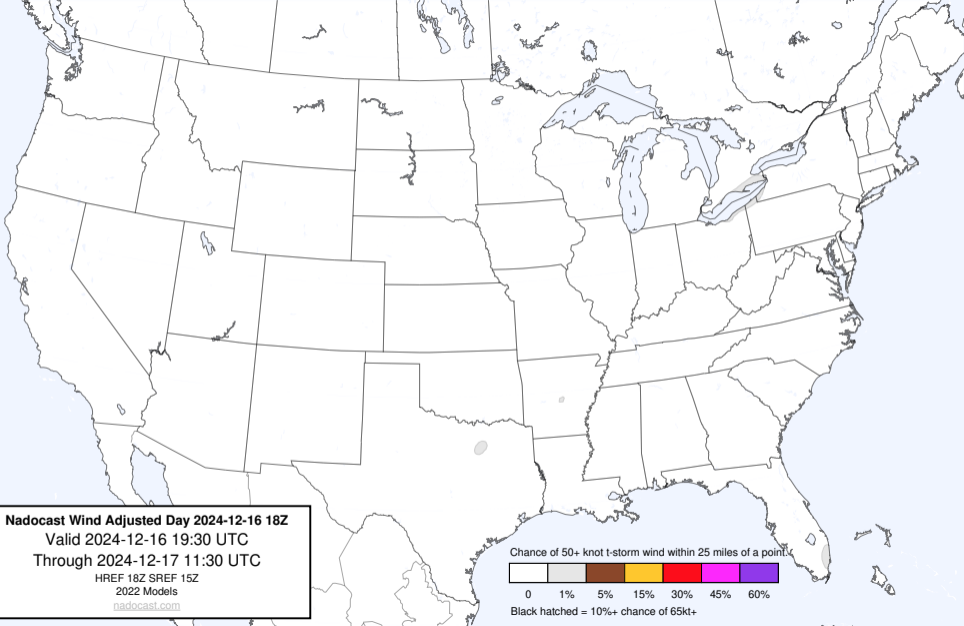 Nadocast Wind Adjusted Day 2024-12-16 18Z
Valid 2024-12-16 19:30 UTC
Through 2024-12-17 11:30 UTC
HREF 18Z SREF 15Z
2022 Models
nadocast.com
Chance of 50+ knot t-storm wind within 25 miles of a point.
0 1% 5% 15% 30% 45% 60%
Black hatched = 10%+ chance of 65kt+